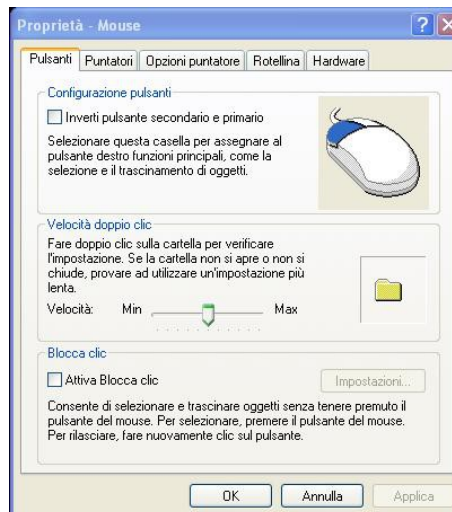 Proprietà - Mouse
Pulsanti Puntatori Opzioni puntatore Rotellina Hardware
Configurazione pulsanti
Inverti pulsante secondario e primario
Selezionare questa casella per assegnare al
pulsante destro funzioni principali, come la
selezione e il trascinamento di oggetti.
Velocità doppio clic
Fare doppio clic sulla cartella per verificare
l'impostazione. Se la cartella non si apre o non si
chiude, provare ad utilizzare un'impostazione più
lenta.
Velocità: Min Max
Blocca clic
Attiva Blocca clic Impostazioni...
Consente di selezionare e trascinare oggetti senza tenere premuto il
pulsante del mouse. Per selezionare, premere il pulsante del mouse.
Per rilasciare, fare nuovamente clic sul pulsante.
OK Annulla Applica